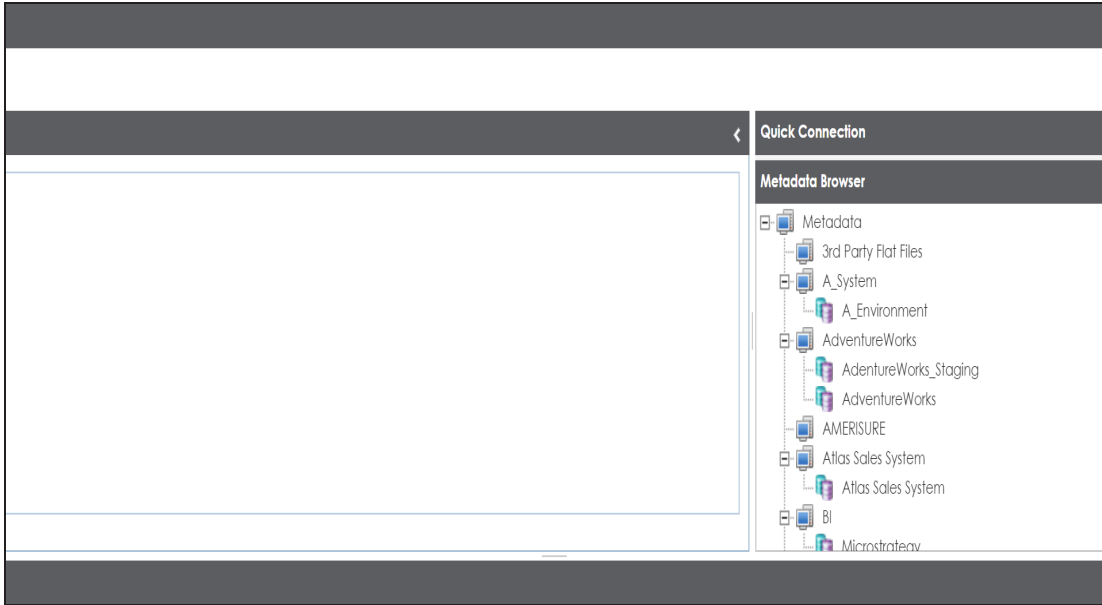 Quick Connection
Metadata Browser
Metadata
3rd Party Flat Files
A_System
A_Environment
AdventureWorks
AdentureWorks_Staging
AdventureWorks
AMERISURE
Atlas Sales System
Atlas Sales System
BI
Microstrategy